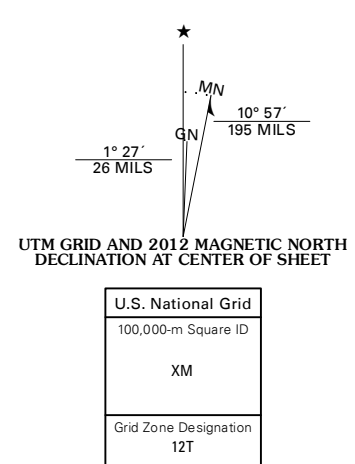 MN
10° 57´
195 MILS
GN
1° 27´
26 MILS
UTM GRID AND 2012 MAGNETIC NORTH
DECLINATION AT CENTER OF SHEET
U.S. National Grid
100,000-m Square ID
XM
Grid Zone Designation
12T